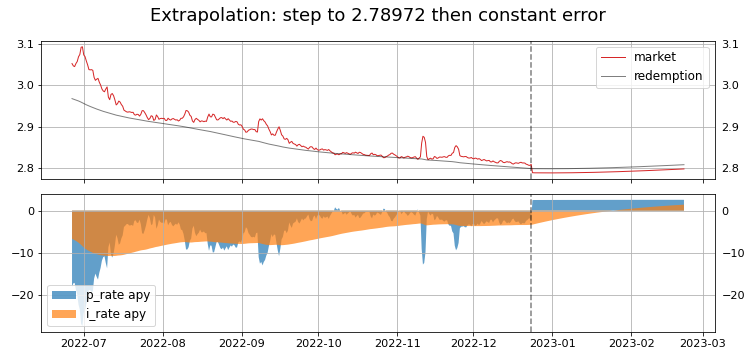 Extrapolation: step to 2.78972 then constant error
3.1 3.1
market
redemption
3.0 3.0
2.9 2.9
2.8 2.8
0 0
−10 −10
−20 −20
p_rate apy
i_rate apy
2022-07 2022-08 2022-09 2022-10 2022-11 2022-12 2023-01 2023-02 2023-03